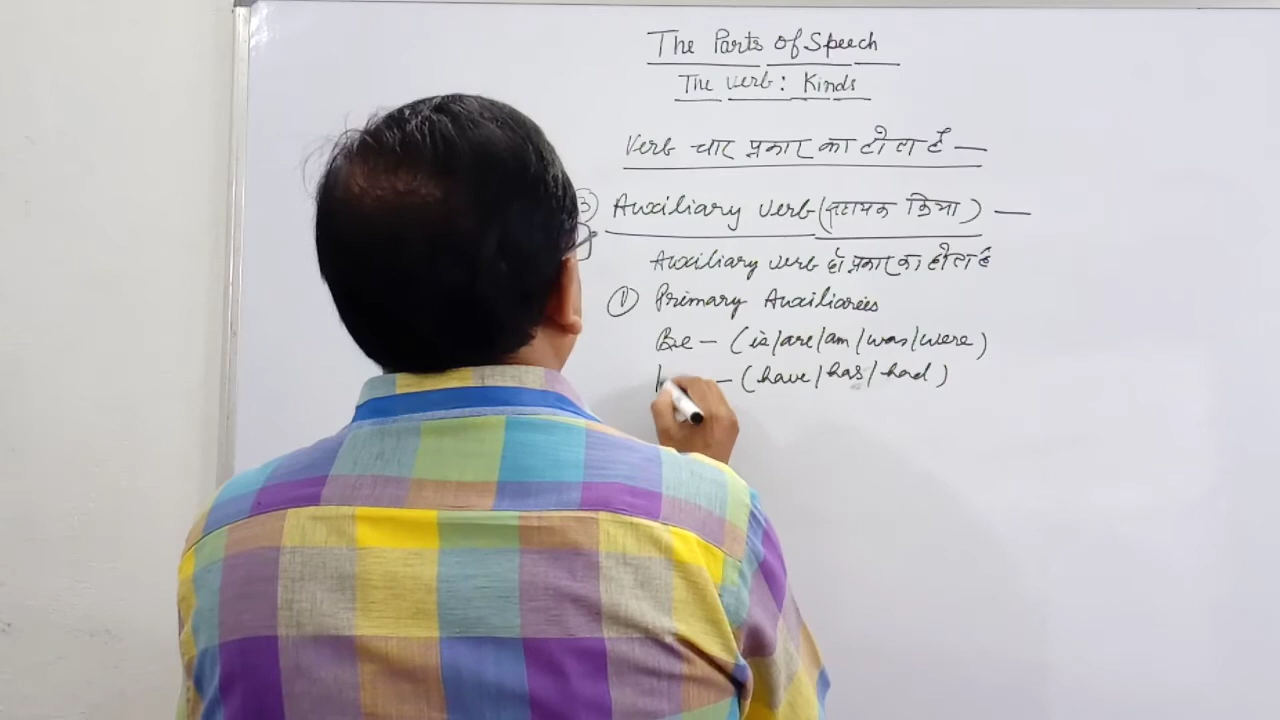 The Parts of Speech
The Verb: Kinds
Verb चार प्रकार का होता है —
③ Auxiliary Verb (सहायक क्रिया) —
Auxiliary verb दो प्रकार का होता है
① Primary Auxiliaries
Be - (is/are/am/was/were)
- (have/has/had)